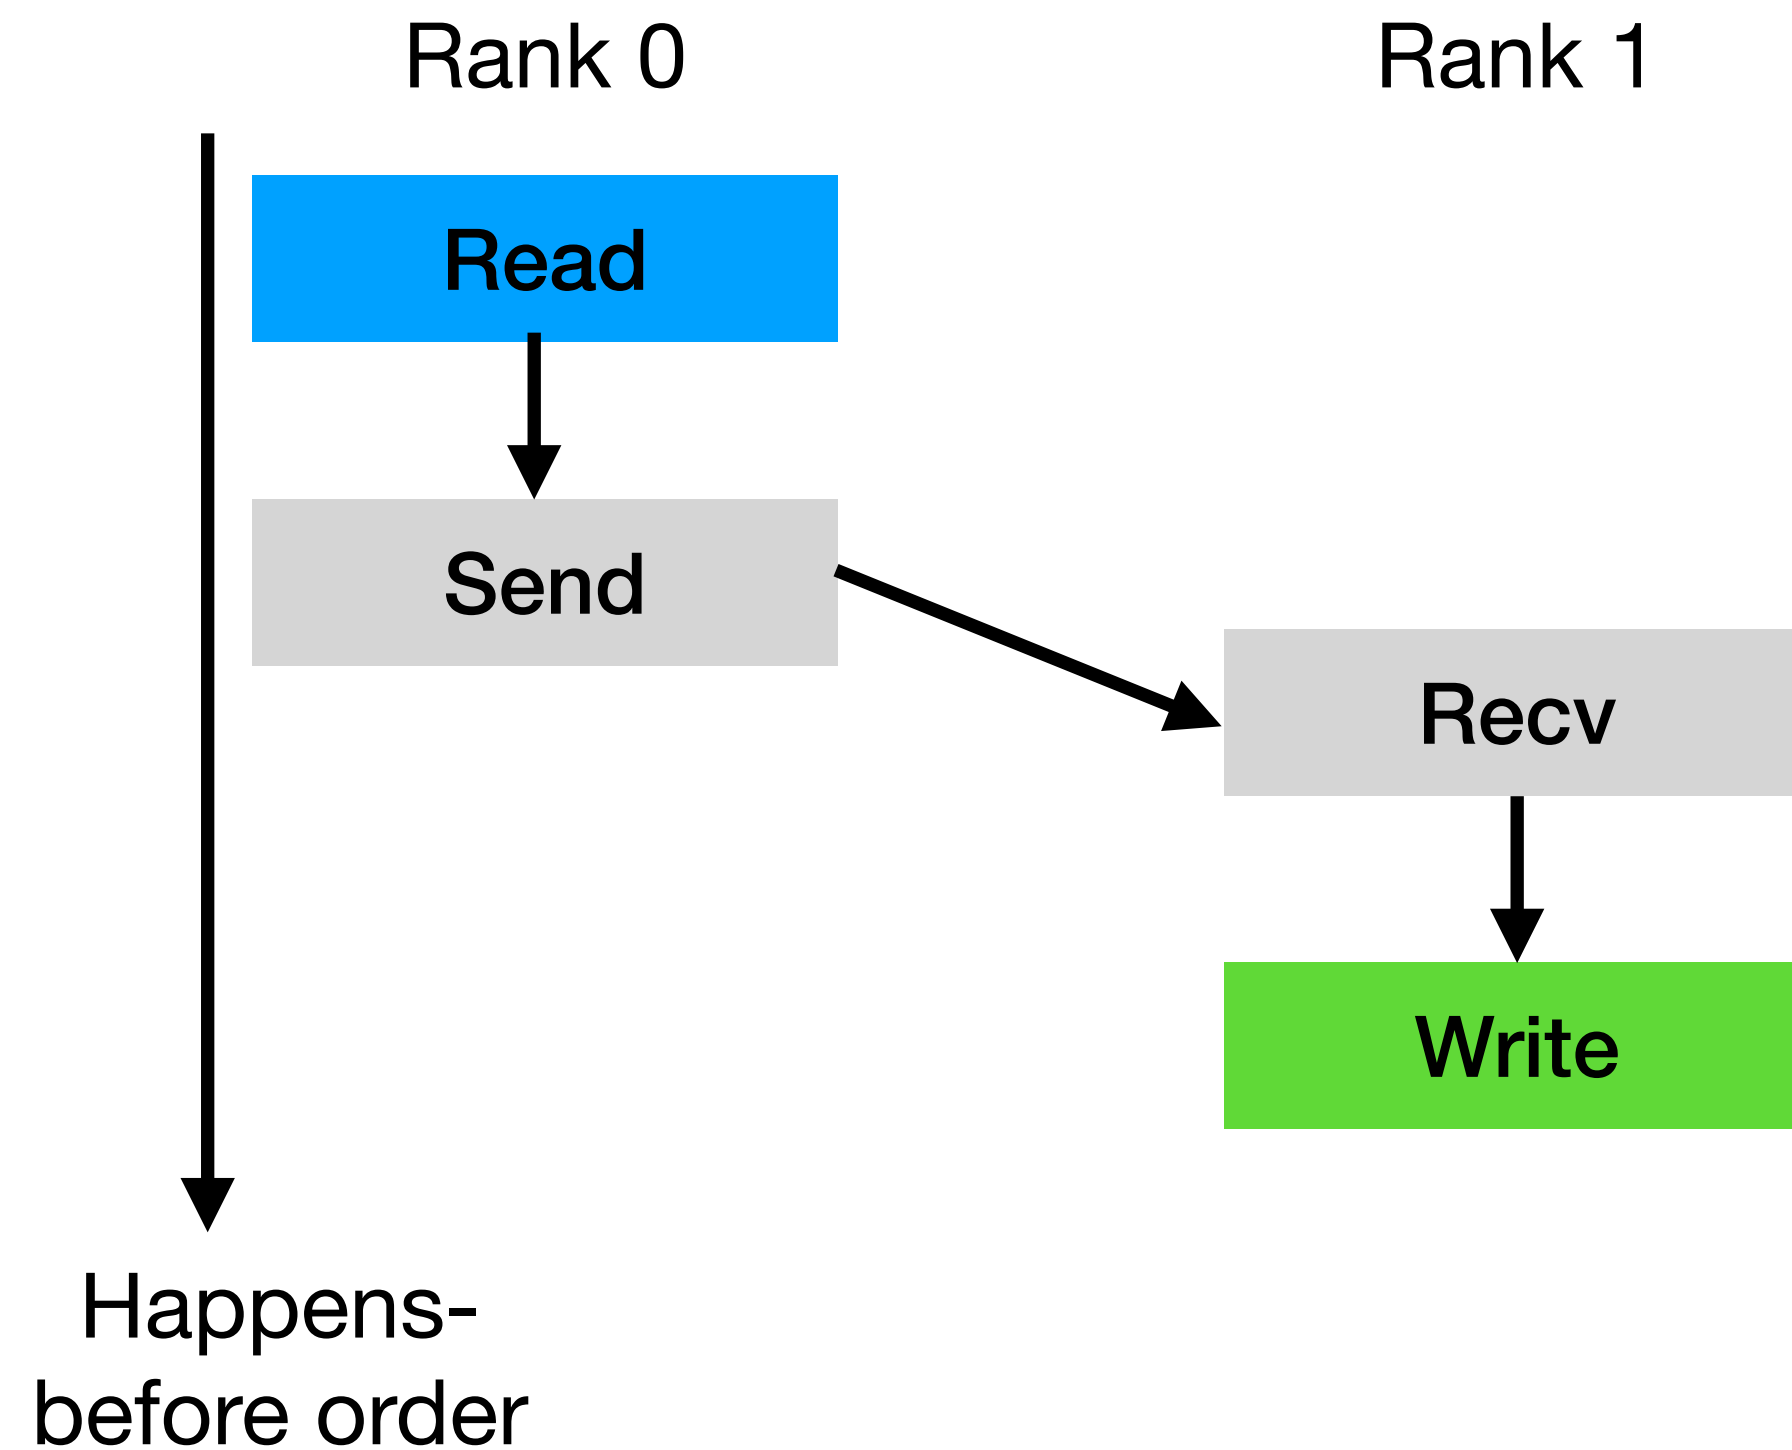 Rank 0
Rank 1
Read
Send
Recv
Write
Happens-
before order